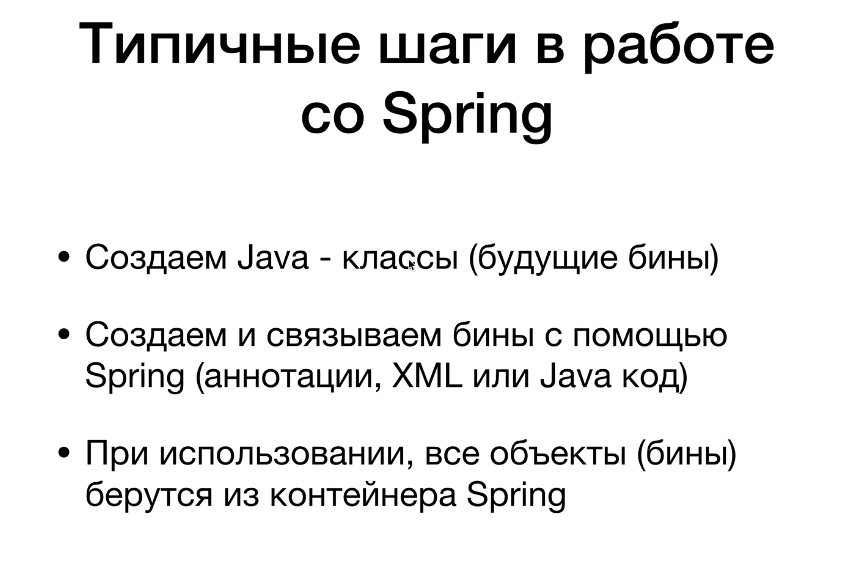 Типичные шаги в работе
со Spring
• Создаем Java - классы (будущие бины)
• Создаем и связываем бины с помощью
Spring (аннотации, XML или Java код)
• При использовании, все объекты (бины)
берутся из контейнера Spring